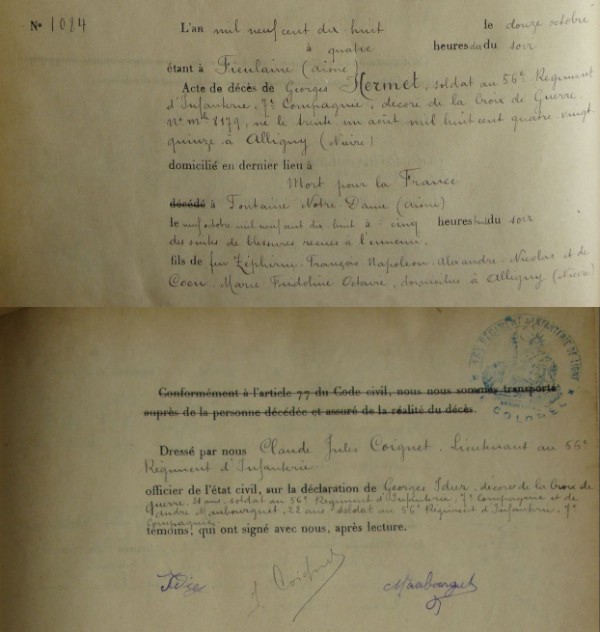 N° 1024
L'an mil neuf cent dix-huit le douze octobre
à quatre heures du soir
étant à Fieulaine (Aisne)
Acte de décès de Georges Hermet, soldat au 56e Régiment
d'Infanterie, 7e Compagnie, décoré de la Croix de Guerre
N° mle 8179, né le trente un août mil huit cent quatre-vingt
quinze à Alligny (Nièvre)
domicilié en dernier lieu à
Mort pour la France
décédé à Fontaine Notre-Dame (Aisne)
le neuf octobre mil neuf cent dix-huit à cinq heures du soir
des suites de blessures reçues à l'ennemi.
fils de feu Zéphirin François Napoléon Alexandre Nicolas et de
Marie Octavie, domiciliés à Alligny (Nièvre)
56e REGIMENT D'INFANTERIE DE LIGNE
COLONEL
Conformément à l'article 77 du Code civil, nous nous sommes transporté
auprès de la personne décédée et assuré de la réalité du décès.
Dressé par nous Claude Jules Coignet, Lieutenant au 56e
Régiment d'Infanterie
officier de l'état civil, sur la déclaration de Georges décoré de la Croix de
Guerre, ans, soldat au 56e Régiment d'Infanterie, 7e Compagnie et de
André Maubourguet, 22 ans, soldat au 56e Régiment d'Infanterie, 7e
Compagnie
témoins, qui ont signé avec nous, après lecture.
J. Coignet Maubourguet